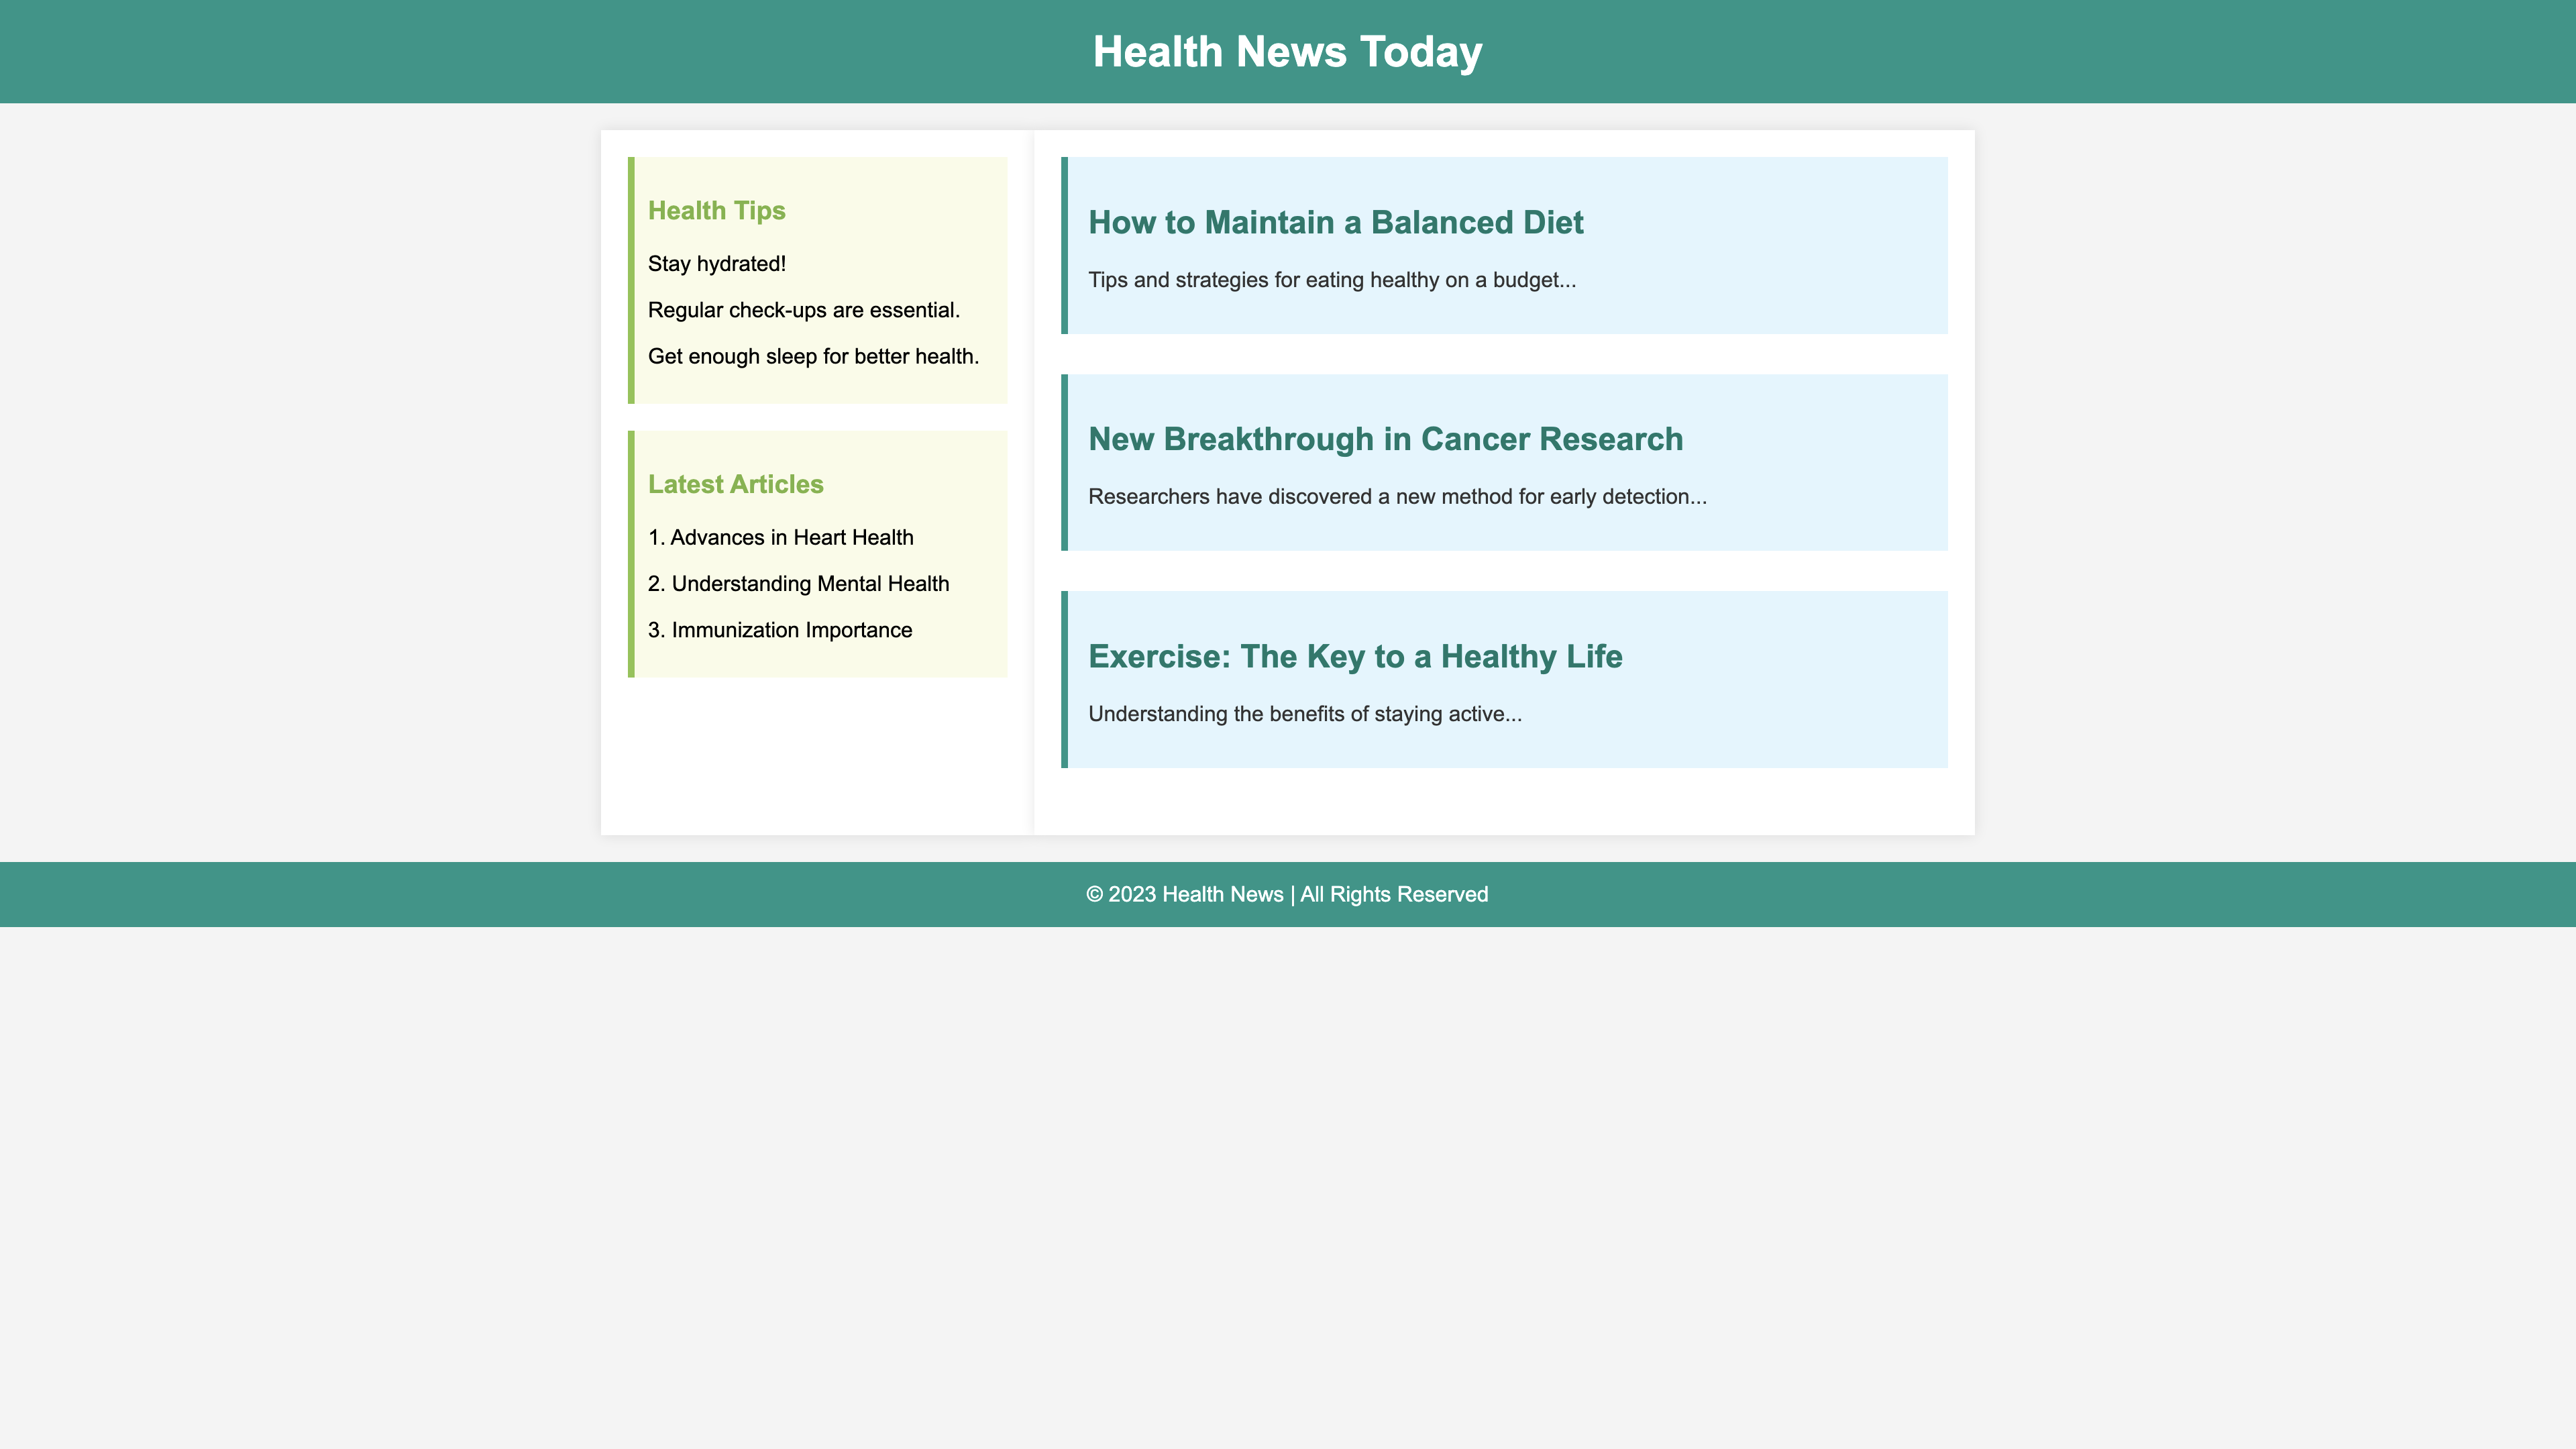 Health News Today
Health Tips
Stay hydrated!
Regular check-ups are essential.
Get enough sleep for better health.
Latest Articles
1. Advances in Heart Health
2. Understanding Mental Health
3. Immunization Importance
How to Maintain a Balanced Diet
Tips and strategies for eating healthy on a budget...
New Breakthrough in Cancer Research
Researchers have discovered a new method for early detection...
Exercise: The Key to a Healthy Life
Understanding the benefits of staying active...
© 2023 Health News | All Rights Reserved